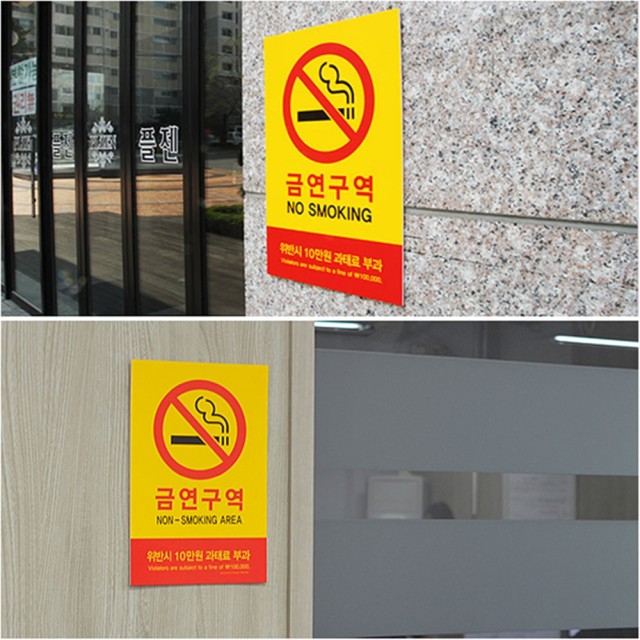 플젠
플젠
금연구역
NO SMOKING
위반시 10만원 과태료 부과
Violators are subject to a fine of ₩100,000.
금연구역
NON-SMOKING AREA
위반시 10만원 과태료 부과
Violators are subject to a fine of ₩100,000.